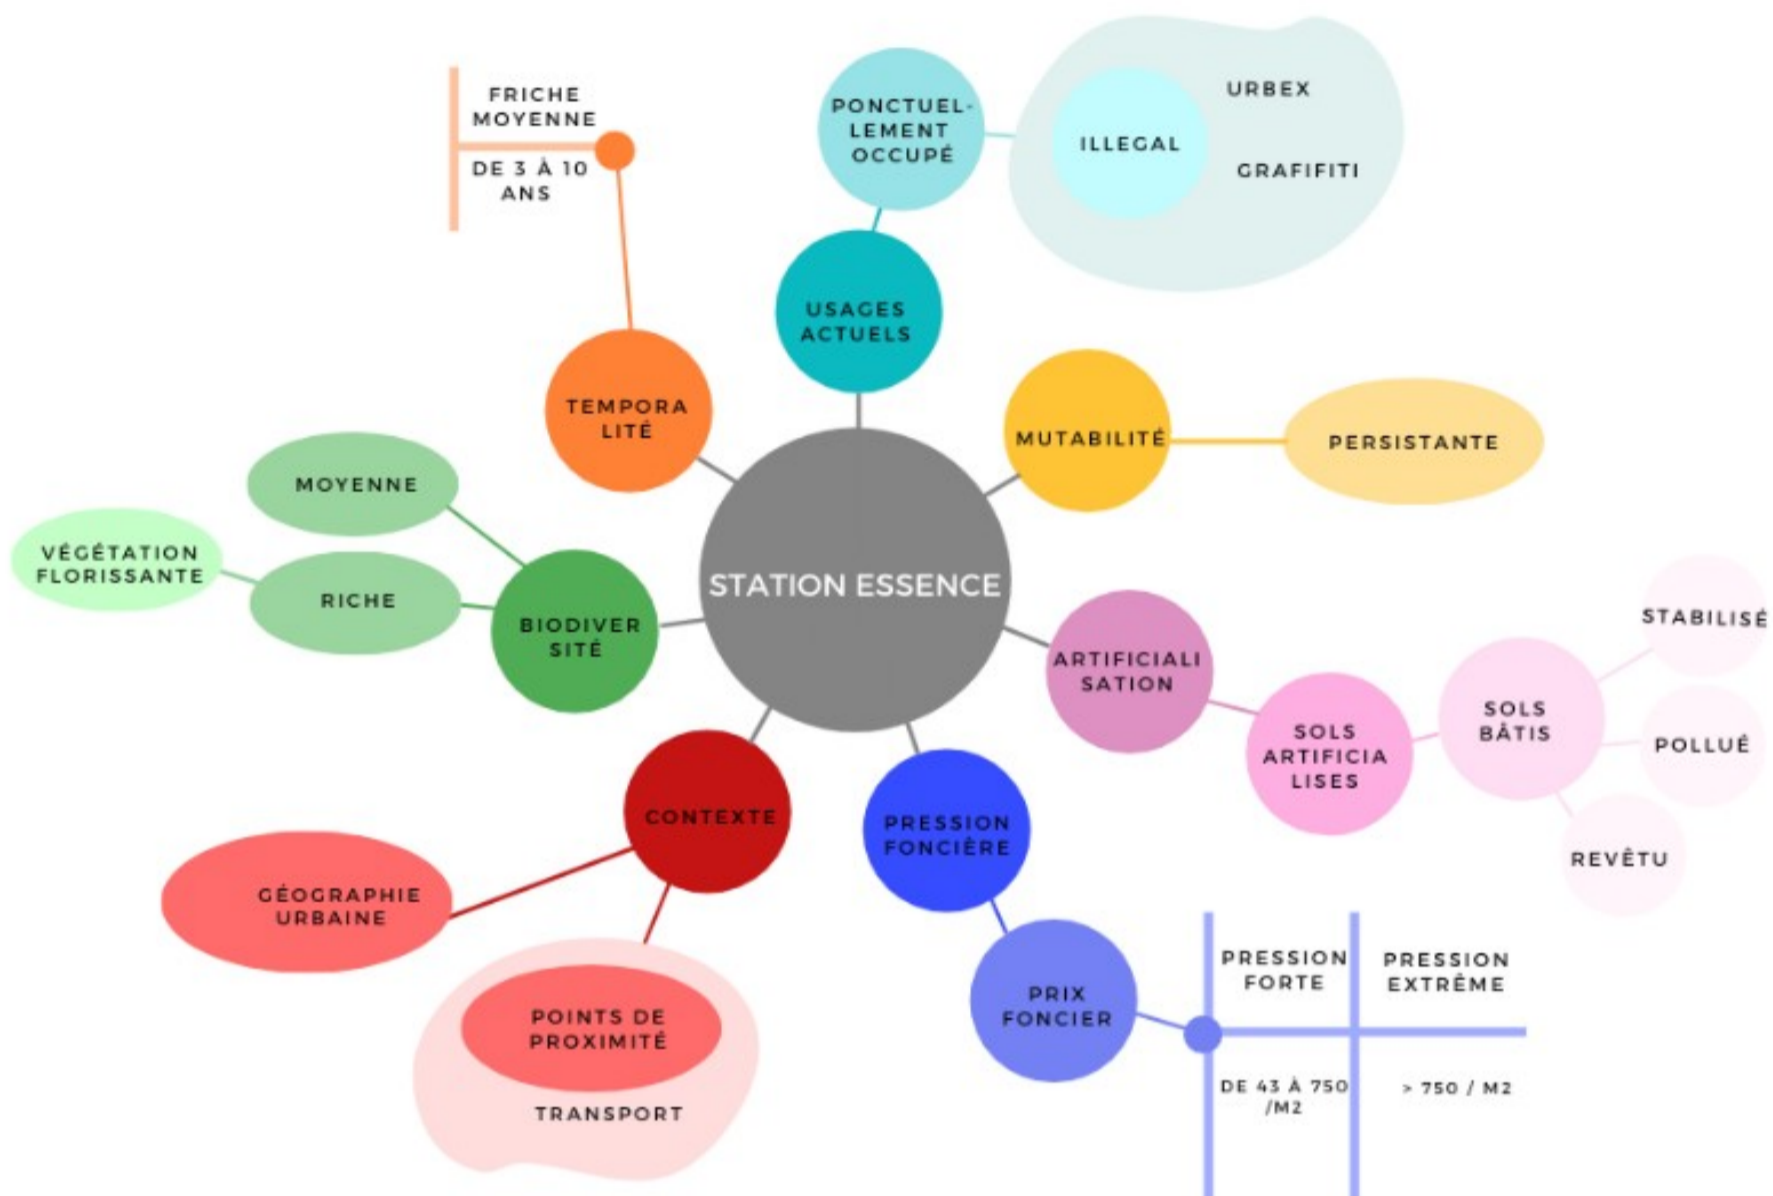 FRICHE
MOYENNE
DE 3 À 10
ANS
TEMPORA
LITÉ
PONCTUEL-
LEMENT
OCCUPÉ
ILLEGAL
URBEX
GRAFIFITI
USAGES
ACTUELS
MUTABILITÉ
PERSISTANTE
STATION ESSENCE
MOYENNE
VÉGÉTATION
FLORISSANTE
RICHE
BIODIVER
SITÉ
ARTIFICIALI
SATION
SOLS
ARTIFICIA
LISES
SOLS
BÂTIS
STABILISÉ
POLLUÉ
REVÊTU
CONTEXTE
GÉOGRAPHIE
URBAINE
POINTS DE
PROXIMITÉ
TRANSPORT
PRESSION
FONCIÈRE
PRIX
FONCIER
PRESSION
FORTE
PRESSION
EXTRÊME
DE 43 À 750
/M2
> 750 / M2